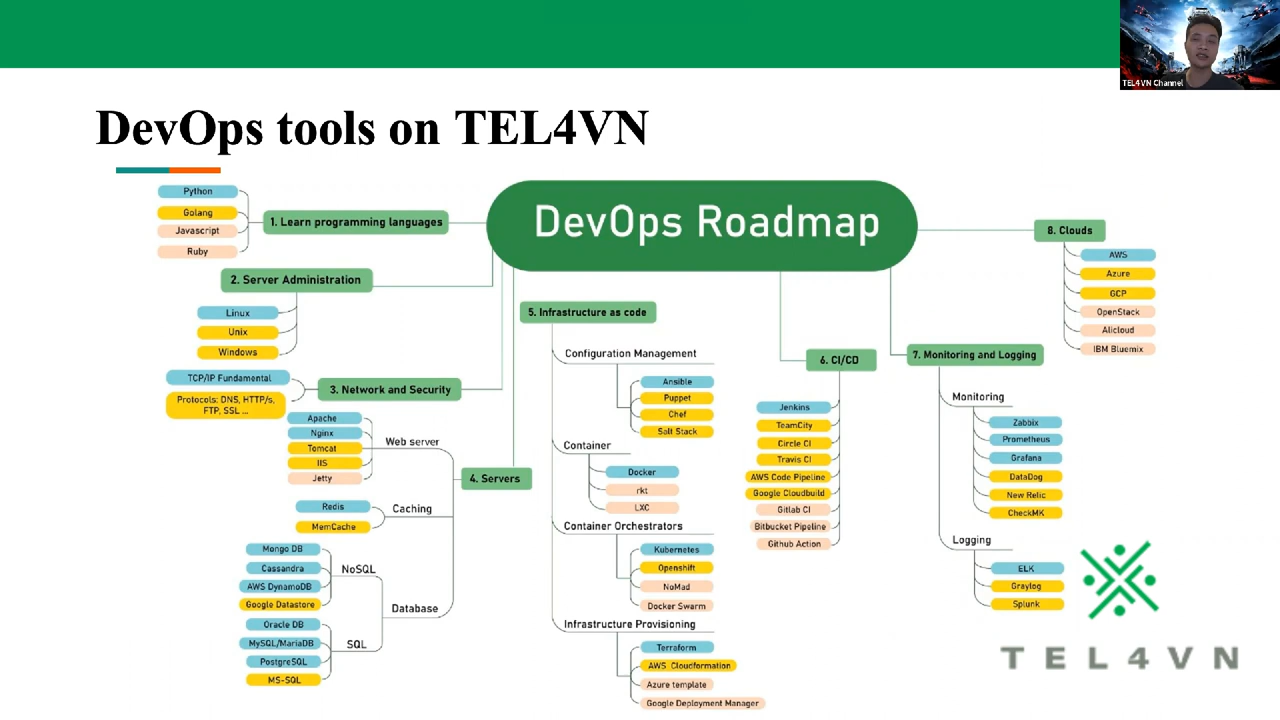 TEL4VN Channel
DevOps tools on TEL4VN
DevOps Roadmap
1. Learn programming languages
Python
Golang
Javascript
Ruby
2. Server Administration
Linux
Unix
Windows
3. Network and Security
TCP/IP Fundamental
Protocols: DNS, HTTP/s,
FTP, SSL ...
4. Servers
Web server
Apache
Nginx
Tomcat
IIS
Jetty
Caching
Redis
MemCache
Database
NoSQL
Mongo DB
Cassandra
AWS DynamoDB
Google Datastore
SQL
Oracle DB
MySQL/MariaDB
PostgreSQL
MS-SQL
5. Infrastructure as code
Configuration Management
Ansible
Puppet
Chef
Salt Stack
Container
Docker
rkt
LXC
Container Orchestrators
Kubernetes
Openshift
NoMad
Docker Swarm
Infrastructure Provisioning
Terraform
AWS Cloudformation
Azure template
Google Deployment Manager
6. CI/CD
Jenkins
TeamCity
Circle CI
Travis CI
AWS Code Pipeline
Google Cloudbuild
Gitlab CI
Bitbucket Pipeline
Github Action
7. Monitoring and Logging
Monitoring
Zabbix
Prometheus
Grafana
DataDog
New Relic
CheckMK
Logging
ELK
Graylog
Splunk
8. Clouds
AWS
Azure
GCP
OpenStack
Alicloud
IBM Bluemix
TEL4VN